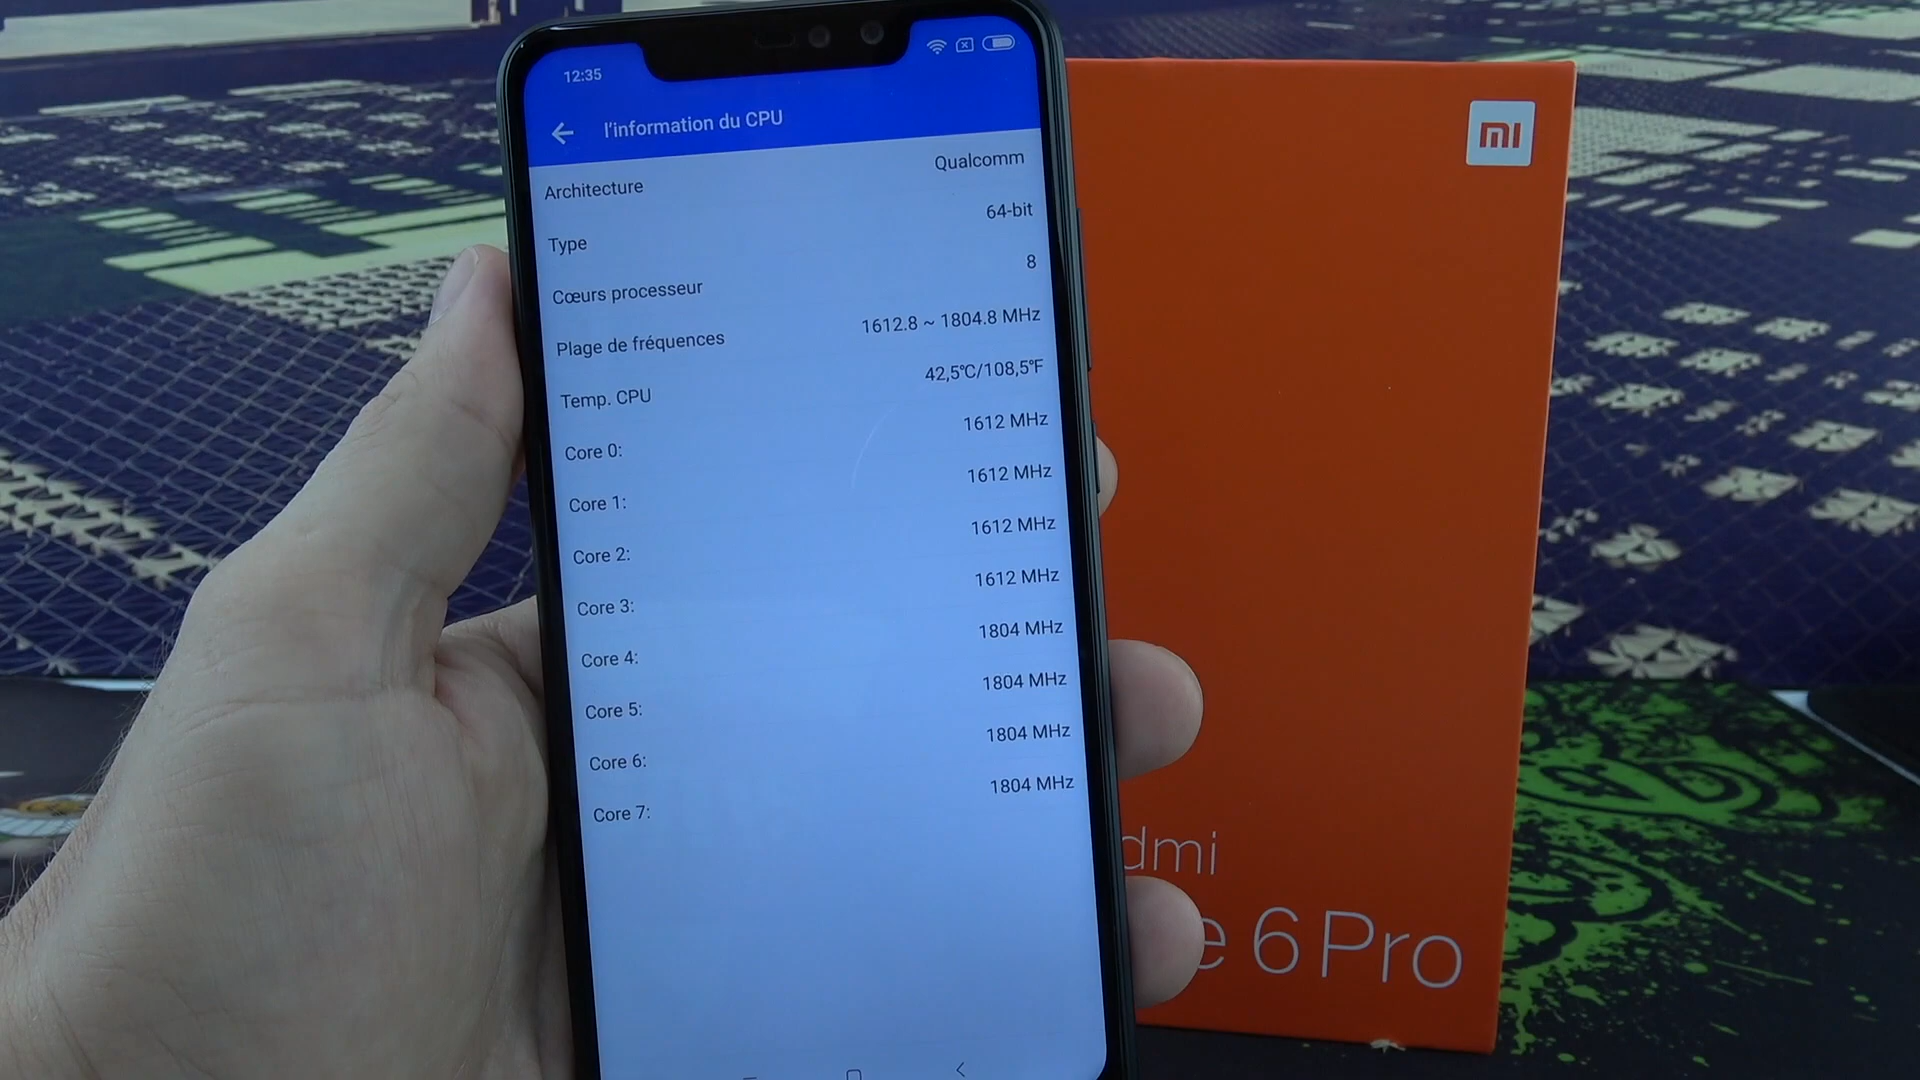 12:35
l'information du CPU
Architecture Qualcomm
Type 64-bit
Cœurs processeur 8
Plage de fréquences 1612.8 ~ 1804.8 MHz
Temp. CPU 42,5°C/108,5°F
Core 0: 1612 MHz
Core 1: 1612 MHz
Core 2: 1612 MHz
Core 3: 1612 MHz
Core 4: 1804 MHz
Core 5: 1804 MHz
Core 6: 1804 MHz
Core 7: 1804 MHz
mi
dmi
e 6 Pro